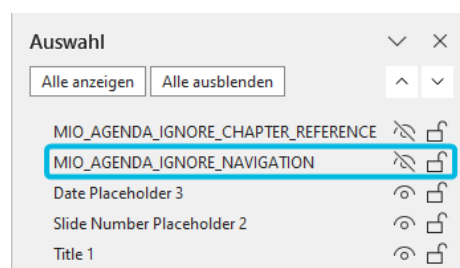 Auswahl
Alle anzeigen Alle ausblenden
MIO_AGENDA_IGNORE_CHAPTER_REFERENCE
MIO_AGENDA_IGNORE_NAVIGATION
Date Placeholder 3
Slide Number Placeholder 2
Title 1